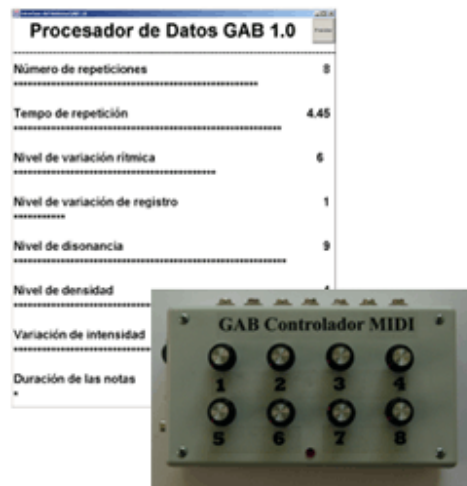 Procesador de Datos GAB 1.0
Número de repeticiones 8
Tempo de repetición 4.45
Nivel de variación rítmica 6
Nivel de variación de registro 1
Nivel de disonancia 9
Nivel de densidad
Variación de intensidad
Duración de las notas
GAB Controlador MIDI
1 2 3 4
5 6 7 8